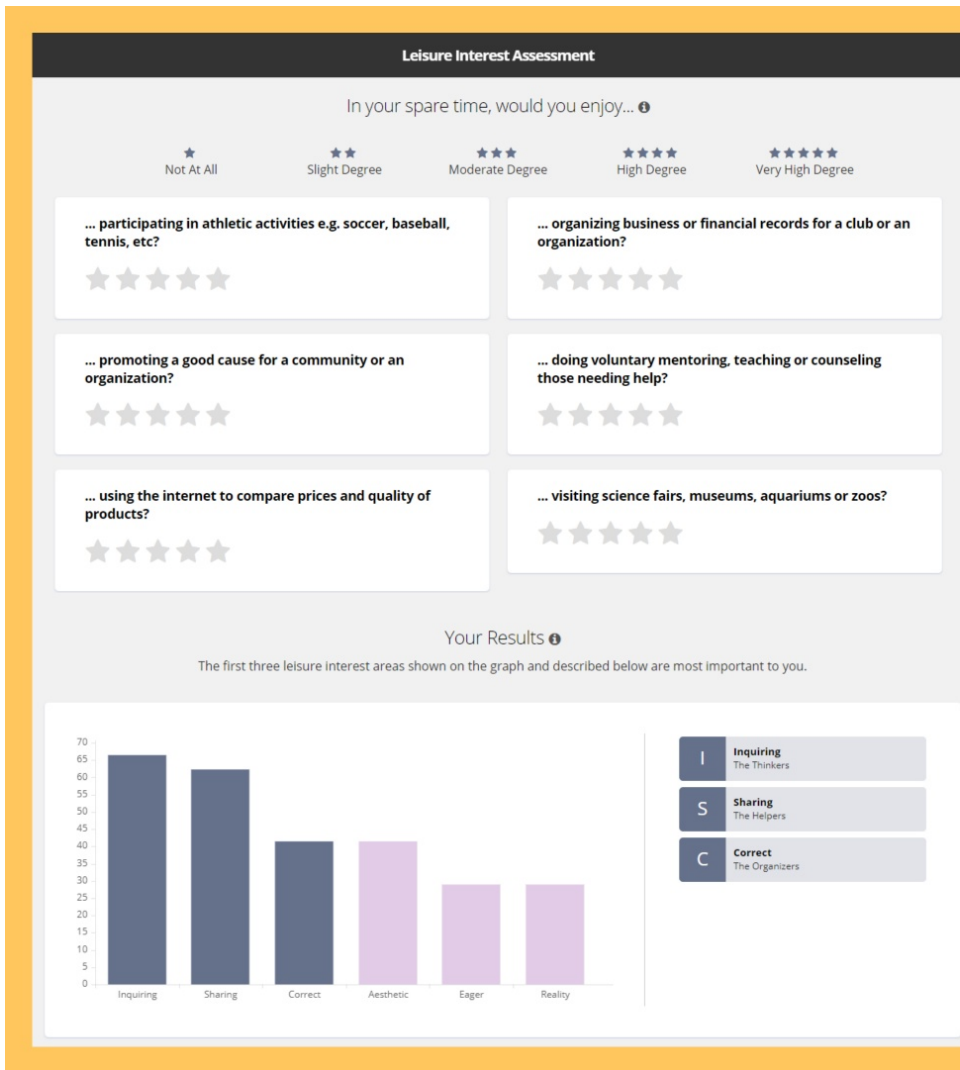 Leisure Interest Assessment
In your spare time, would you enjoy...
Not At All
Slight Degree
Moderate Degree
High Degree
Very High Degree
... participating in athletic activities e.g. soccer, baseball,
tennis, etc?
... organizing business or financial records for a club or an
organization?
... promoting a good cause for a community or an
organization?
... doing voluntary mentoring, teaching or counseling
those needing help?
... using the internet to compare prices and quality of
products?
... visiting science fairs, museums, aquariums or zoos?
Your Results
The first three leisure interest areas shown on the graph and described below are most important to you.
70
65
60
55
50
45
40
35
30
25
20
15
10
5
0
Inquiring
Sharing
Correct
Aesthetic
Eager
Reality
I
Inquiring
The Thinkers
S
Sharing
The Helpers
C
Correct
The Organizers